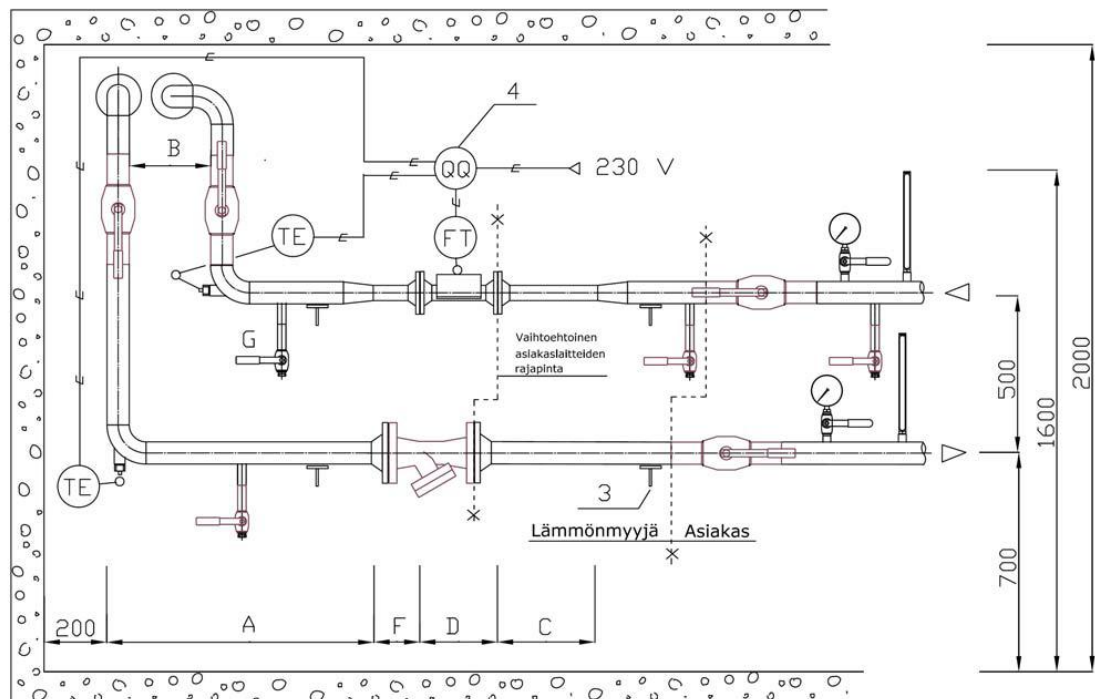 4
B
QQ
230 V
TE
FT
G
Vaihtoehtoinen
asiakaslaitteiden
rajapinta
500
1600
2000
TE
3
Lämmönmyyjä Asiakas
700
200 A F D C